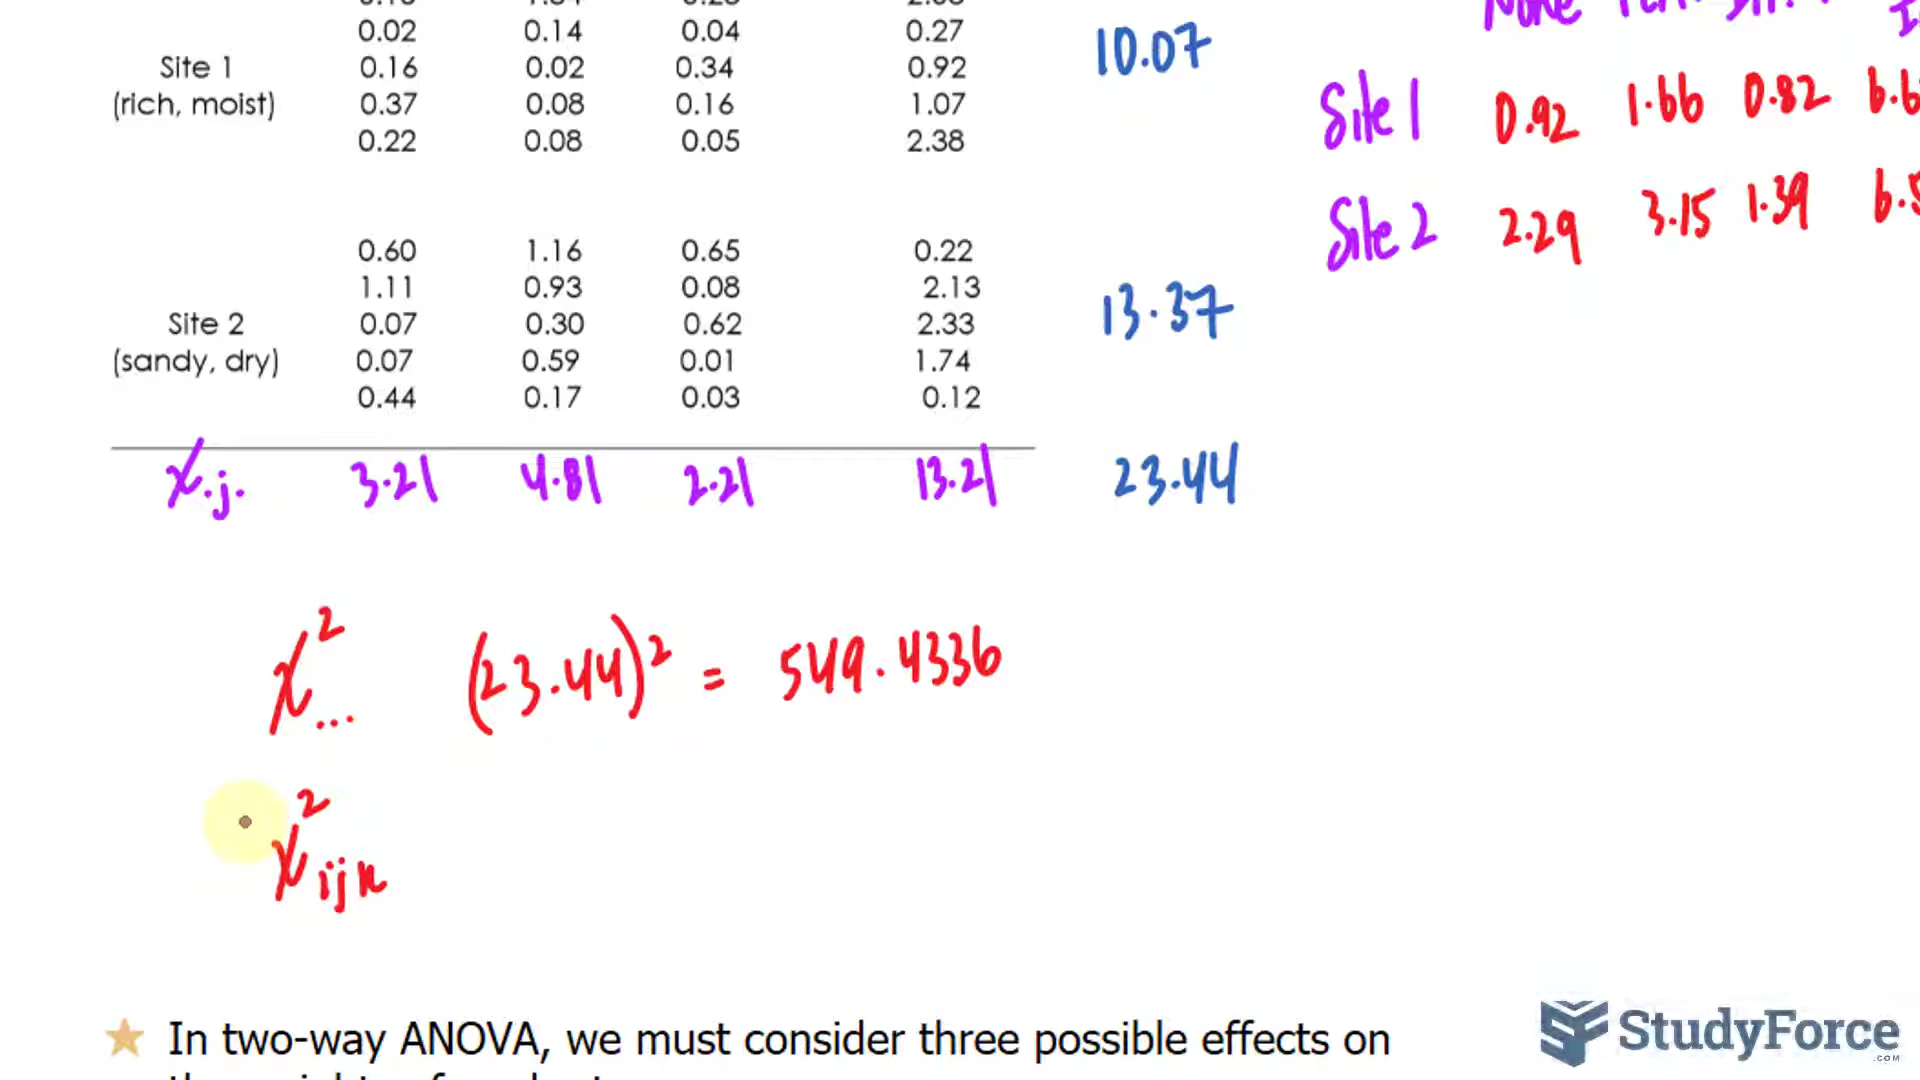 0.02 0.14 0.04 0.27
10.07
Site 1 0.16 0.02 0.34 0.92
(rich, moist) 0.37 0.08 0.16 1.07
0.22 0.08 0.05 2.38
None
Site 1 0.92 1.66 0.82 6.6
Site 2 2.29 3.15 1.39 6.5
0.60 1.16 0.65 0.22
1.11 0.93 0.08 2.13
Site 2 0.07 0.30 0.62 2.33
13.37
(sandy, dry) 0.07 0.59 0.01 1.74
0.44 0.17 0.03 0.12
x.j. 3.21 4.81 2.21 13.21 23.44
x...² (23.44)² = 549.4336
x²ijk
★ In two-way ANOVA, we must consider three possible effects on
StudyForce
.COM